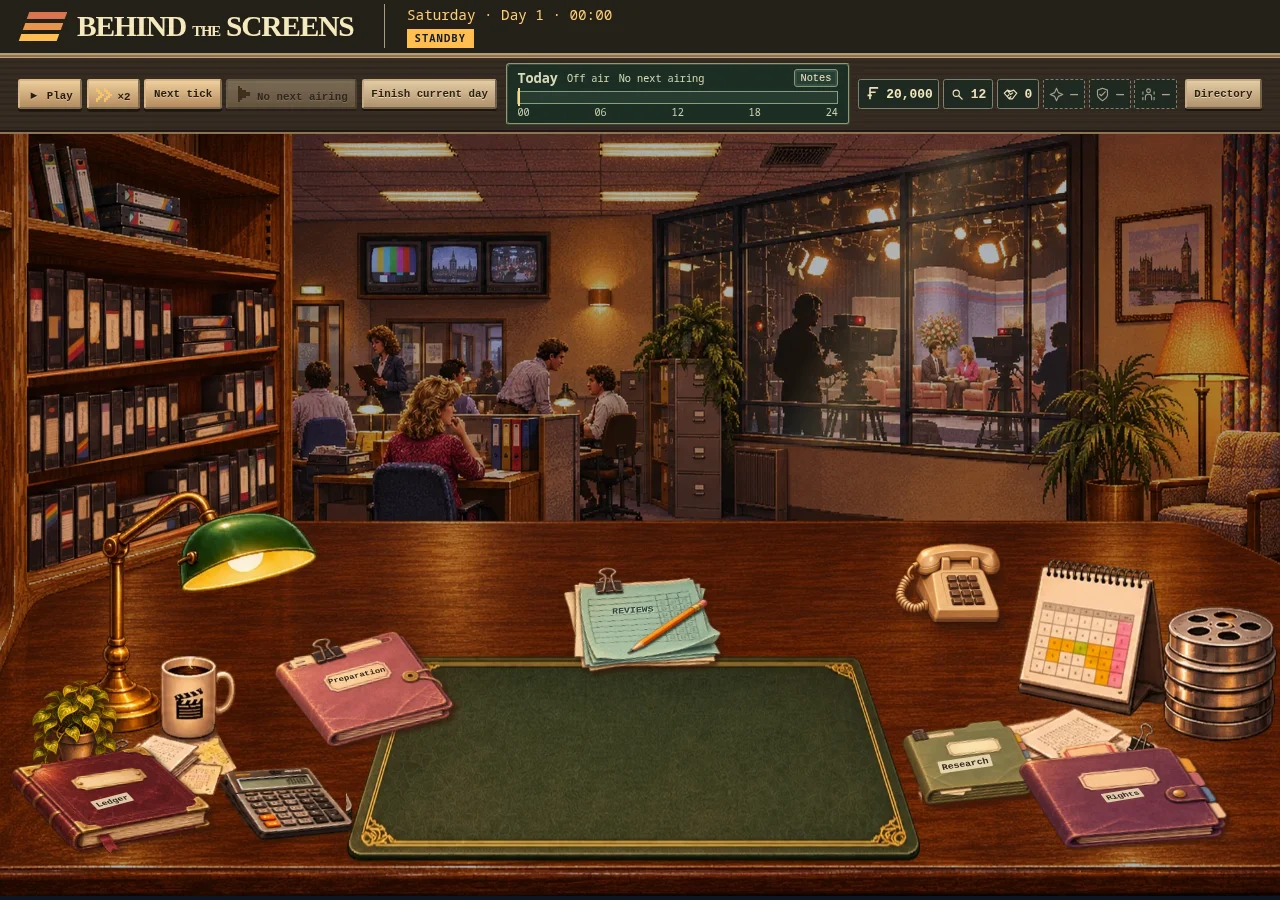 BEHIND THE SCREENS
Saturday · Day 1 · 00:00
STANDBY
Play
×2
Next tick
No next airing
Finish current day
Today Off air No next airing
Notes
00 06 12 18 24
20,000
12
0
–
–
–
Directory
REVIEWS
Preparation
Ledger
Research
Rights